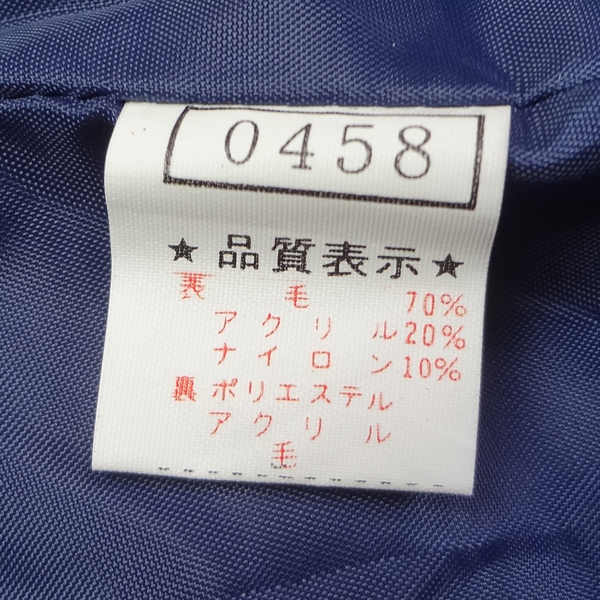 0458
★品質表示★
表 毛 70%
アクリル 20%
ナイロン 10%
裏 ポリエステル
アクリル
毛